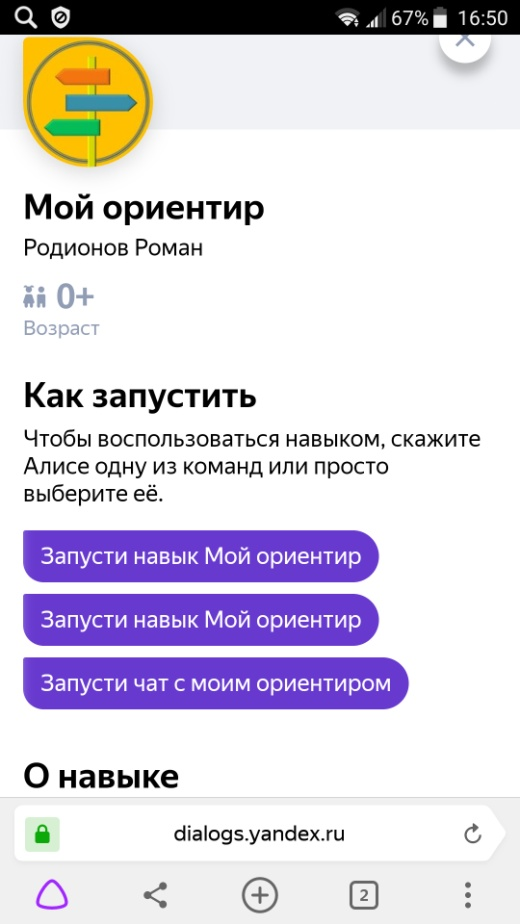 67% 16:50
Мой ориентир
Родионов Роман
0+
Возраст
Как запустить
Чтобы воспользоваться навыком, скажите
Алисе одну из команд или просто
выберите её.
Запусти навык Мой ориентир
Запусти навык Мой ориентир
Запусти чат с моим ориентиром
О навыке
dialogs.yandex.ru
2